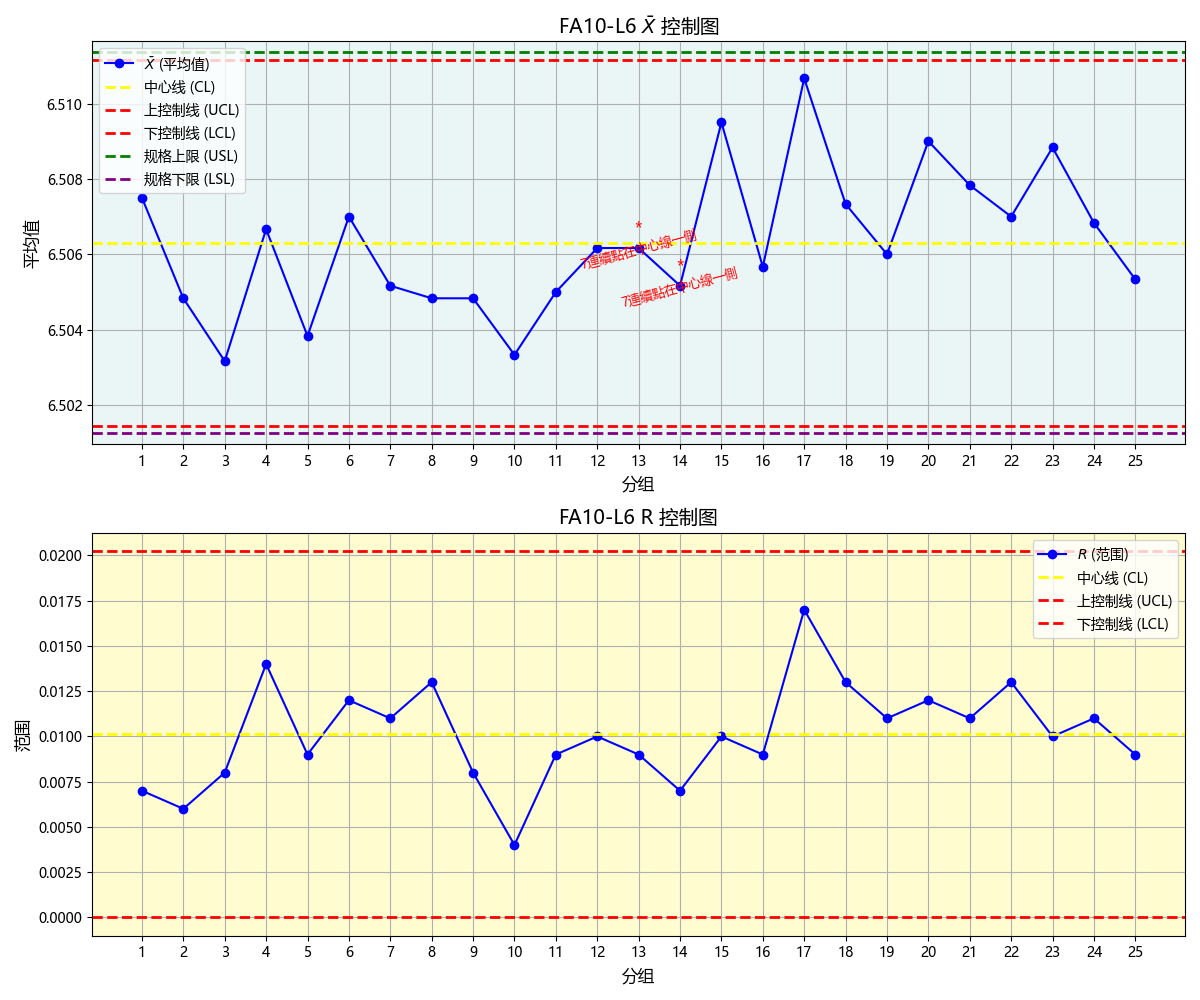 FA10-L6 X̄ 控制图
X̄ (平均值)
中心线 (CL)
上控制线 (UCL)
下控制线 (LCL)
规格上限 (USL)
规格下限 (LSL)
平均值
6.510
6.508
6.506
6.504
6.502
*
7連續點在中心線一側
*
7連續點在中心線一側
1 2 3 4 5 6 7 8 9 10 11 12 13 14 15 16 17 18 19 20 21 22 23 24 25
分组
FA10-L6 R 控制图
R (范围)
中心线 (CL)
上控制线 (UCL)
下控制线 (LCL)
范围
0.0200
0.0175
0.0150
0.0125
0.0100
0.0075
0.0050
0.0025
0.0000
1 2 3 4 5 6 7 8 9 10 11 12 13 14 15 16 17 18 19 20 21 22 23 24 25
分组